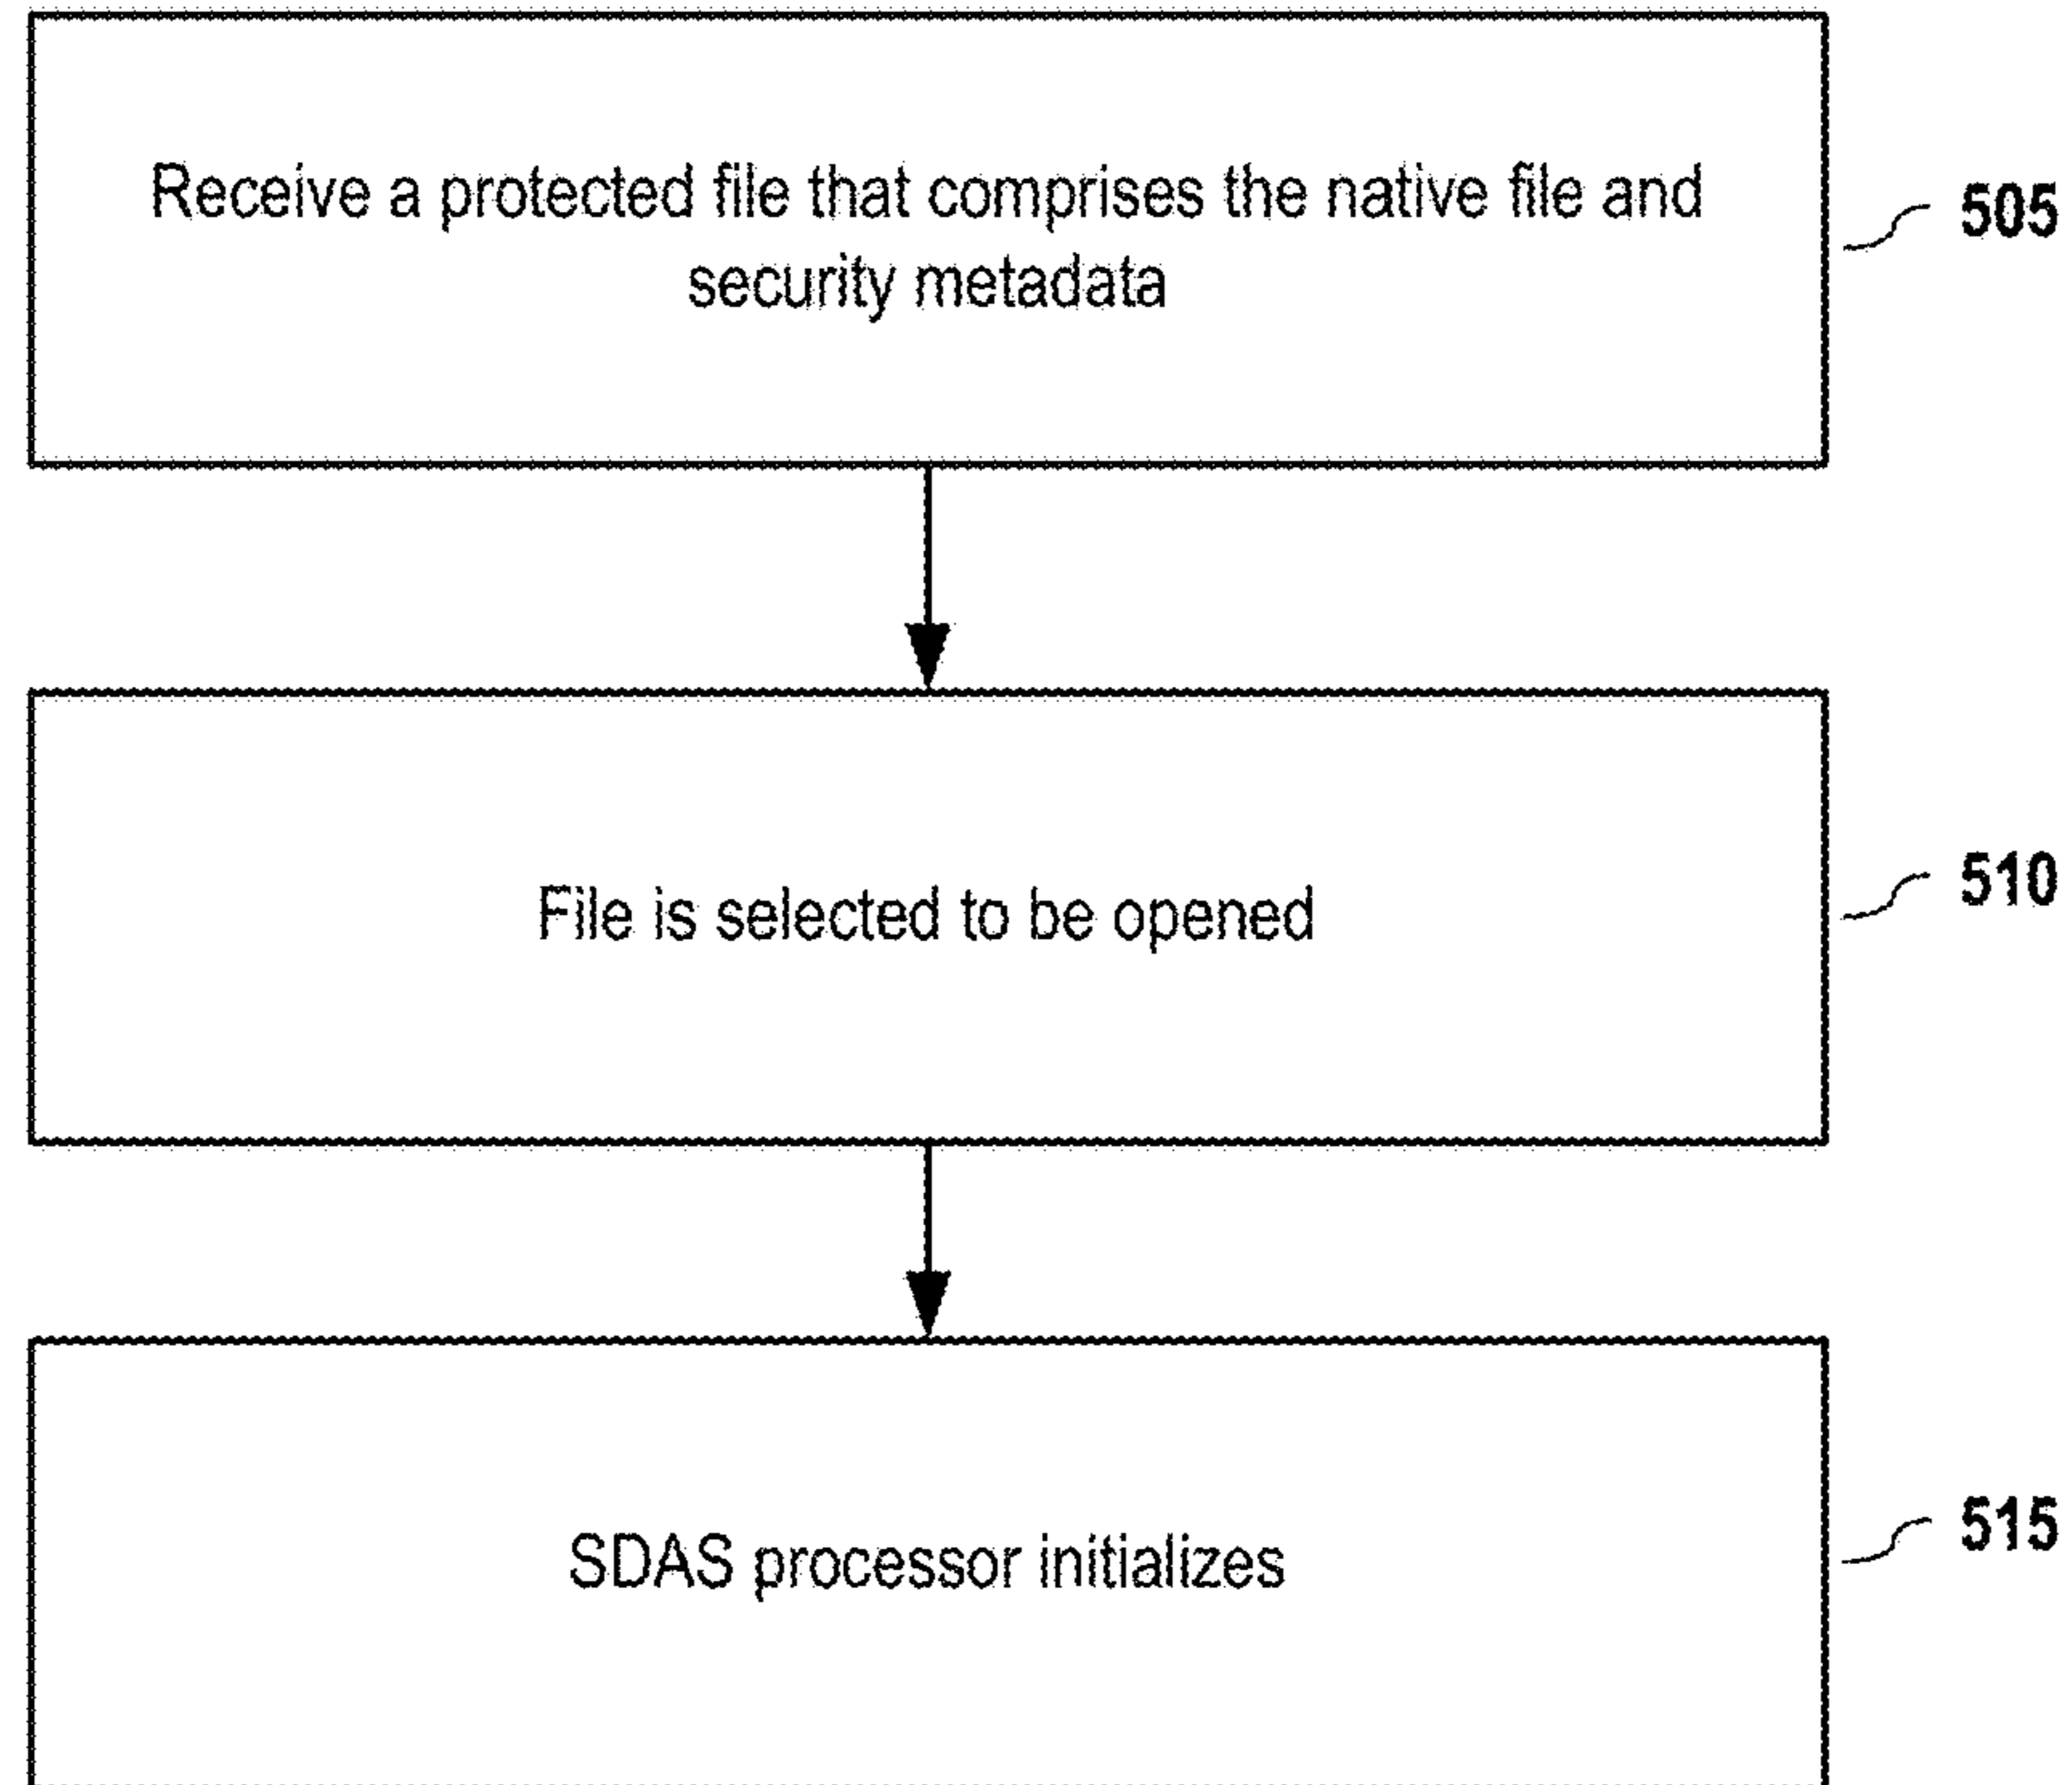 Receive a protected file that comprises the native file and
security metadata
505
File is selected to be opened
510
SDAS processor initializes
515